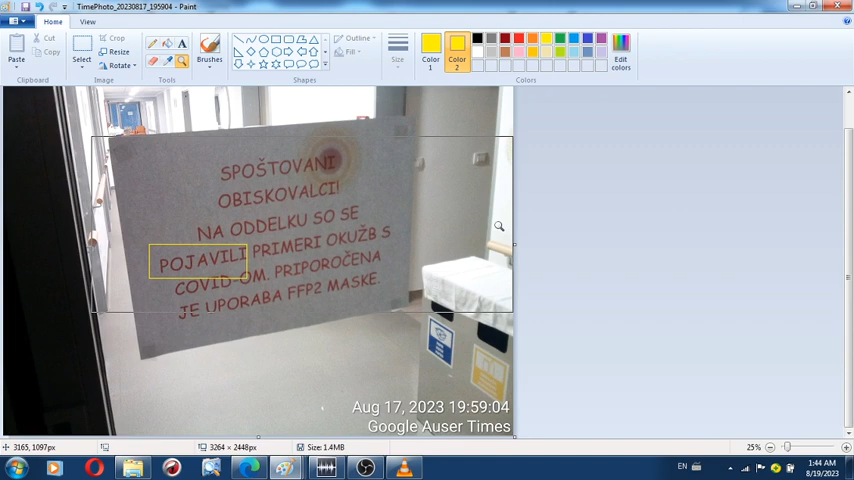 TimePhoto_20230817_195904 - Paint
Home
View
Paste
Cut
Copy
Clipboard
Select
Crop
Resize
Rotate
Image
Tools
Brushes
Shapes
Outline
Fill
Size
Color 1
Color 2
Colors
Edit colors
SPOŠTOVANI
OBISKOVALCI!
NA ODDELKU SO SE
POJAVILI PRIMERI OKUŽB S
COVID-OM. PRIPOROČENA
JE UPORABA FFP2 MASKE.
Aug 17, 2023 19:59:04
Google Auser Times
3165, 1097px
3264 × 2448px
Size: 1.4MB
25%
EN
1:44 AM
8/19/2023